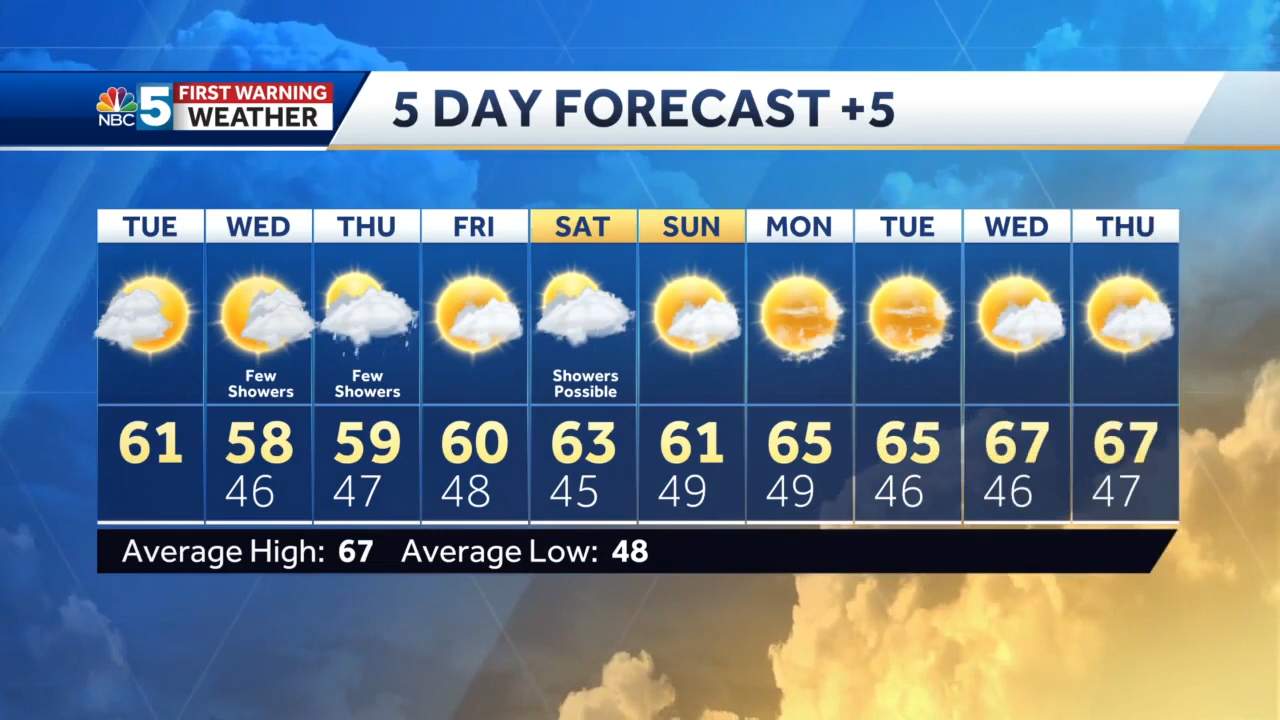 NBC 5 FIRST WARNING
WEATHER
5 DAY FORECAST +5
TUE WED THU FRI SAT SUN MON TUE WED THU
Few Few Showers
Showers Showers Possible
61 58 59 60 63 61 65 65 67 67
46 47 48 45 49 49 46 46 47
Average High: 67 Average Low: 48